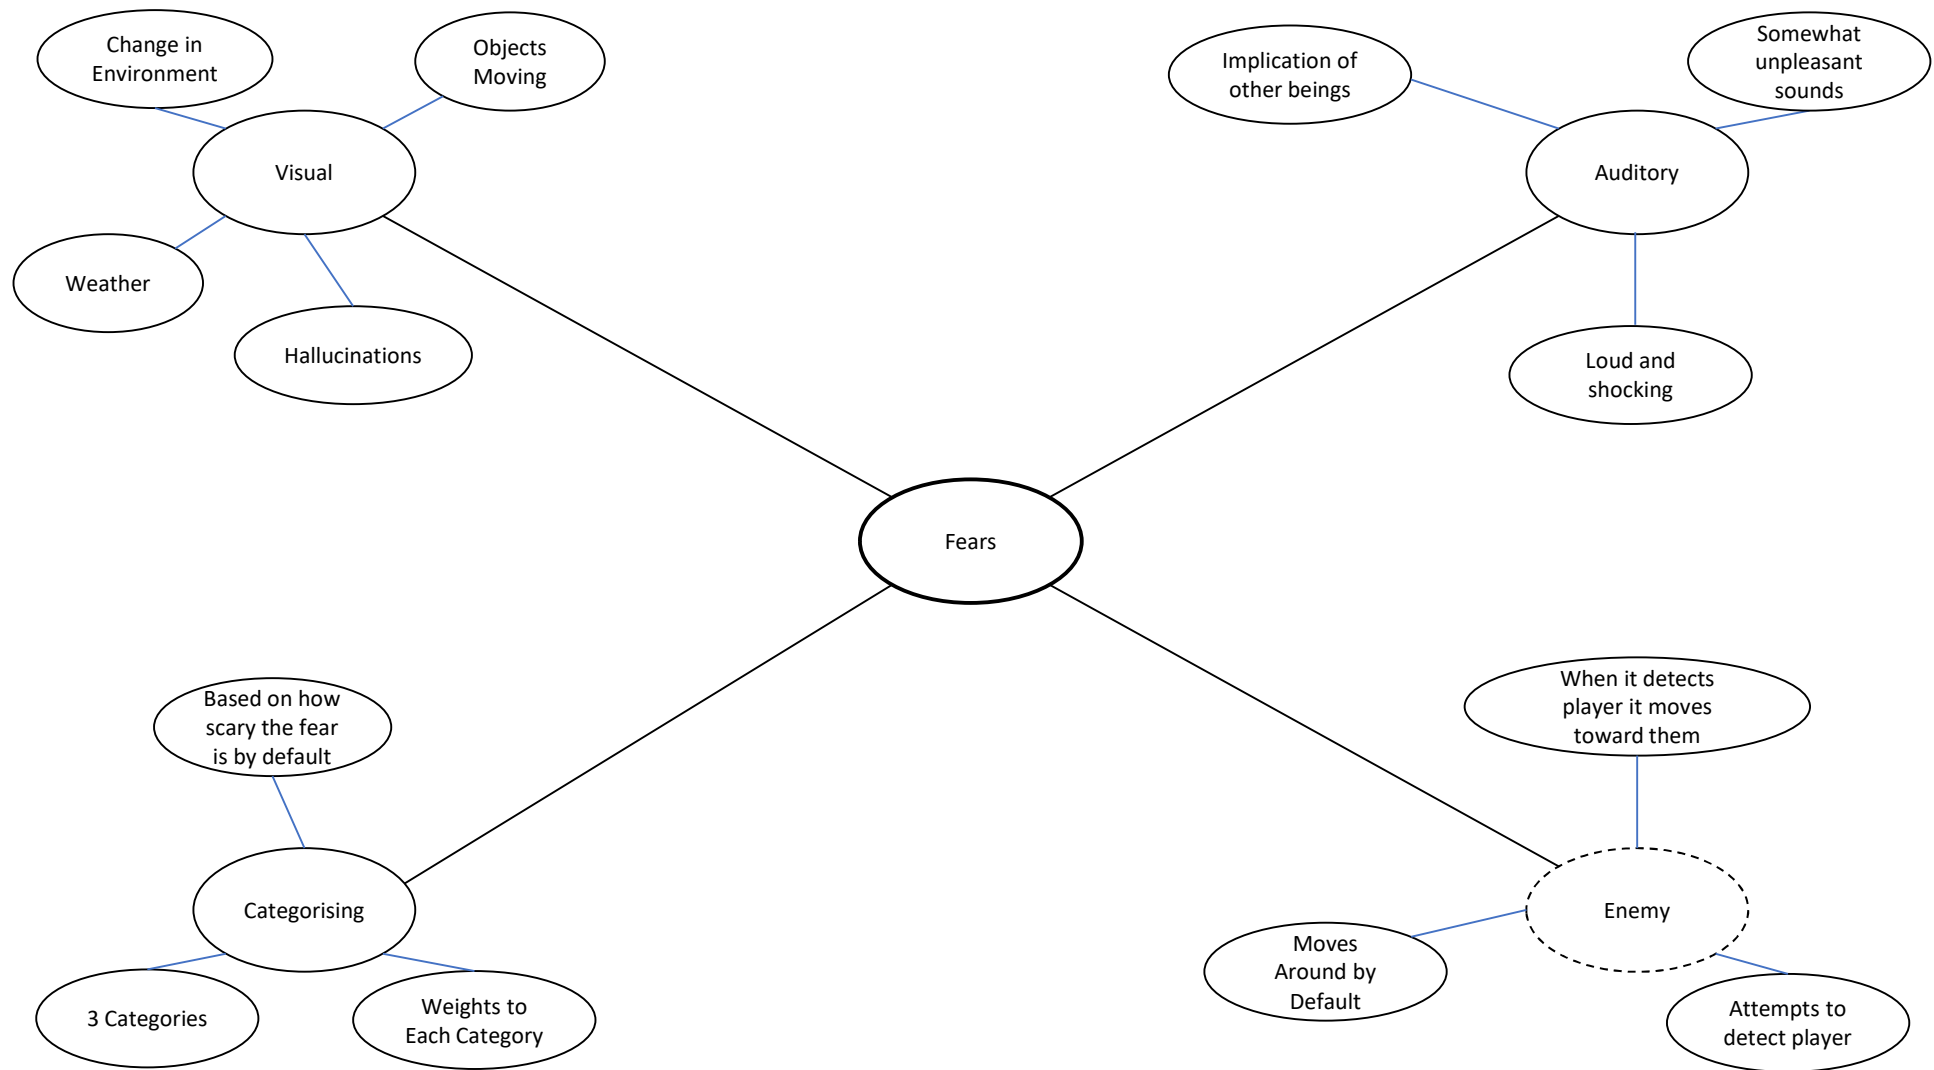 Change in
Environment
Objects
Moving
Visual
Weather
Hallucinations
Implication of
other beings
Somewhat
unpleasant
sounds
Auditory
Loud and
shocking
Fears
Based on how
scary the fear
is by default
Categorising
3 Categories
Weights to
Each Category
When it detects
player it moves
toward them
Enemy
Moves
Around by
Default
Attempts to
detect player